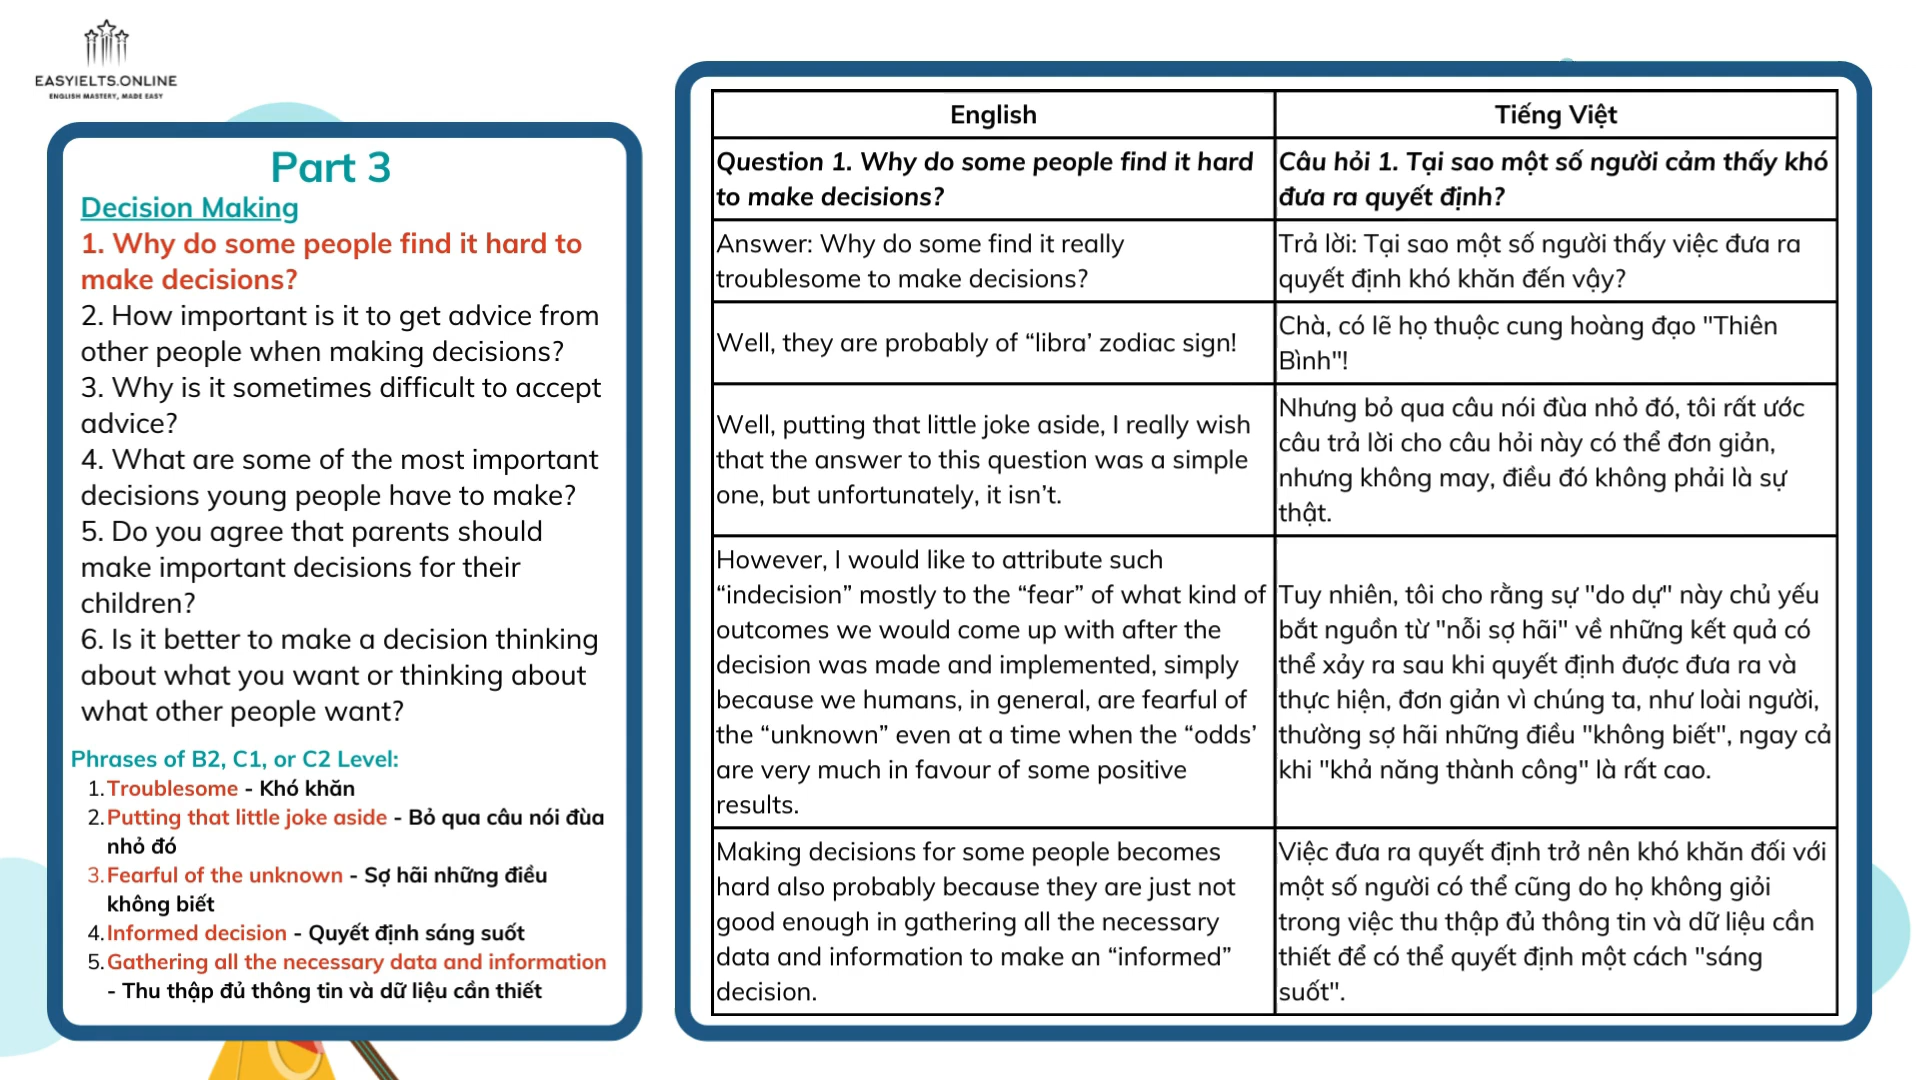 EASYIELTS.ONLINE
ENGLISH MASTERY, MADE EASY
Part 3
Decision Making
1. Why do some people find it hard to
make decisions?
2. How important is it to get advice from
other people when making decisions?
3. Why is it sometimes difficult to accept
advice?
4. What are some of the most important
decisions young people have to make?
5. Do you agree that parents should
make important decisions for their
children?
6. Is it better to make a decision thinking
about what you want or thinking about
what other people want?
Phrases of B2, C1, or C2 Level:
1. Troublesome - Khó khăn
2. Putting that little joke aside - Bỏ qua câu nói đùa
nhỏ đó
3. Fearful of the unknown - Sợ hãi những điều
không biết
4. Informed decision - Quyết định sáng suốt
5. Gathering all the necessary data and information
- Thu thập đủ thông tin và dữ liệu cần thiết
English
Tiếng Việt
Question 1. Why do some people find it hard
to make decisions?
Câu hỏi 1. Tại sao một số người cảm thấy khó
đưa ra quyết định?
Answer: Why do some find it really
troublesome to make decisions?
Trả lời: Tại sao một số người thấy việc đưa ra
quyết định khó khăn đến vậy?
Well, they are probably of “libra’ zodiac sign!
Chà, có lẽ họ thuộc cung hoàng đạo "Thiên
Bình"!
Well, putting that little joke aside, I really wish
that the answer to this question was a simple
one, but unfortunately, it isn’t.
Nhưng bỏ qua câu nói đùa nhỏ đó, tôi rất ước
câu trả lời cho câu hỏi này có thể đơn giản,
nhưng không may, điều đó không phải là sự
thật.
However, I would like to attribute such
“indecision” mostly to the “fear” of what kind of
outcomes we would come up with after the
decision was made and implemented, simply
because we humans, in general, are fearful of
the “unknown” even at a time when the “odds’
are very much in favour of some positive
results.
Tuy nhiên, tôi cho rằng sự "do dự" này chủ yếu
bắt nguồn từ "nỗi sợ hãi" về những kết quả có
thể xảy ra sau khi quyết định được đưa ra và
thực hiện, đơn giản vì chúng ta, như loài người,
thường sợ hãi những điều "không biết", ngay cả
khi "khả năng thành công" là rất cao.
Making decisions for some people becomes
hard also probably because they are just not
good enough in gathering all the necessary
data and information to make an “informed”
decision.
Việc đưa ra quyết định trở nên khó khăn đối với
một số người có thể cũng do họ không giỏi
trong việc thu thập đủ thông tin và dữ liệu cần
thiết để có thể quyết định một cách "sáng
suốt".